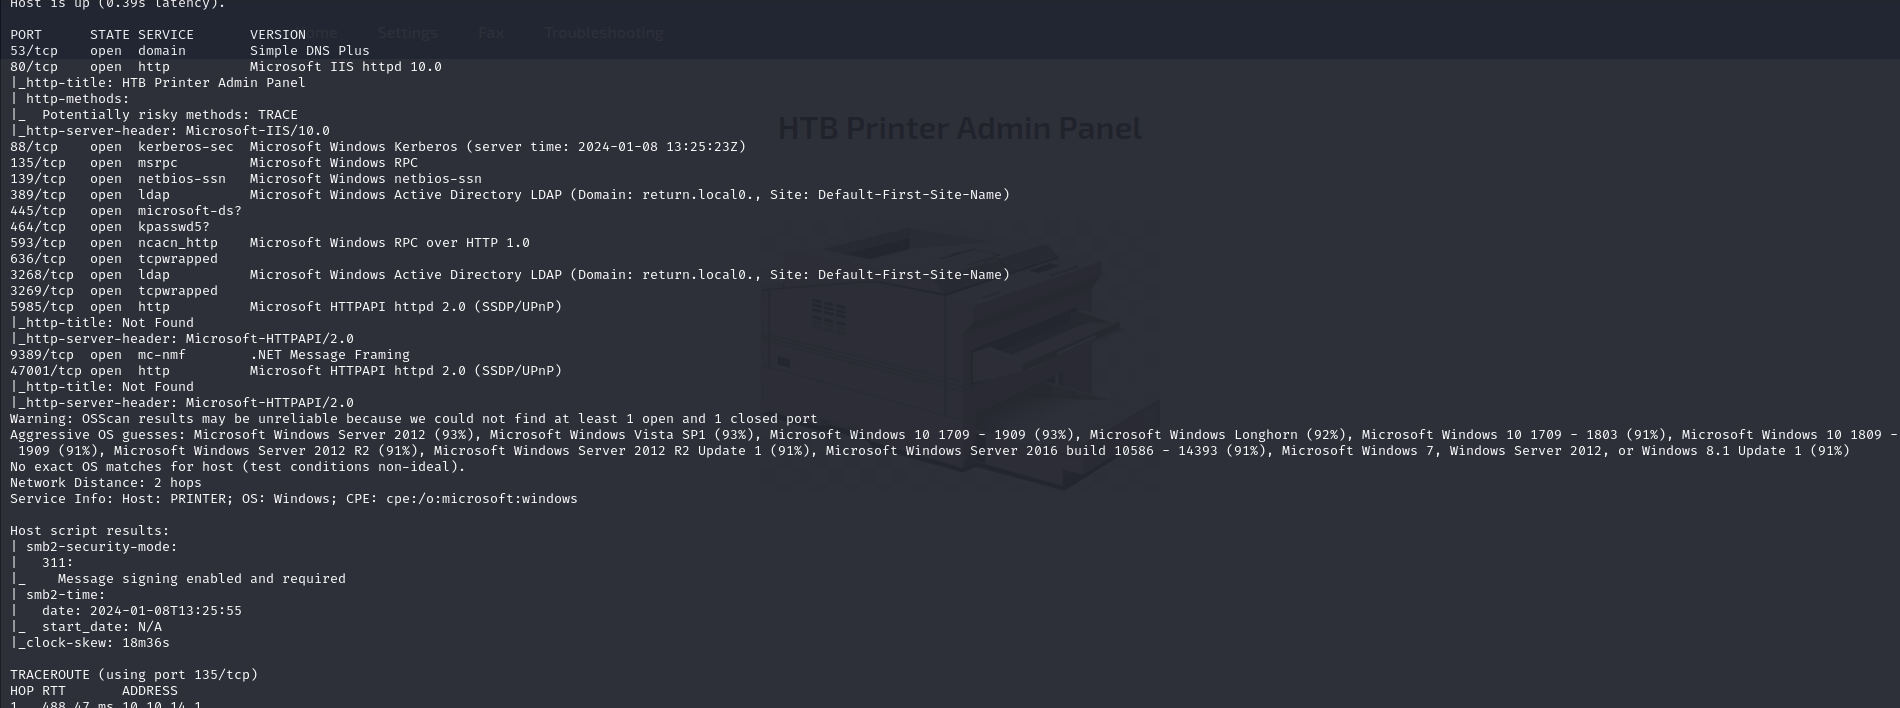 Host is up (0.39s latency).
Home Settings Fax Troubleshooting
PORT      STATE SERVICE       VERSION
53/tcp    open  domain        Simple DNS Plus
80/tcp    open  http          Microsoft IIS httpd 10.0
|_http-title: HTB Printer Admin Panel
| http-methods:
|_  Potentially risky methods: TRACE
HTB Printer Admin Panel
|_http-server-header: Microsoft-IIS/10.0
88/tcp    open  kerberos-sec  Microsoft Windows Kerberos (server time: 2024-01-08 13:25:23Z)
135/tcp   open  msrpc         Microsoft Windows RPC
139/tcp   open  netbios-ssn   Microsoft Windows netbios-ssn
389/tcp   open  ldap          Microsoft Windows Active Directory LDAP (Domain: return.local0., Site: Default-First-Site-Name)
445/tcp   open  microsoft-ds?
464/tcp   open  kpasswd5?
593/tcp   open  ncacn_http    Microsoft Windows RPC over HTTP 1.0
636/tcp   open  tcpwrapped
3268/tcp  open  ldap          Microsoft Windows Active Directory LDAP (Domain: return.local0., Site: Default-First-Site-Name)
3269/tcp  open  tcpwrapped
5985/tcp  open  http          Microsoft HTTPAPI httpd 2.0 (SSDP/UPnP)
|_http-title: Not Found
|_http-server-header: Microsoft-HTTPAPI/2.0
9389/tcp  open  mc-nmf        .NET Message Framing
47001/tcp open  http          Microsoft HTTPAPI httpd 2.0 (SSDP/UPnP)
|_http-title: Not Found
|_http-server-header: Microsoft-HTTPAPI/2.0
Warning: OSScan results may be unreliable because we could not find at least 1 open and 1 closed port
Aggressive OS guesses: Microsoft Windows Server 2012 (93%), Microsoft Windows Vista SP1 (93%), Microsoft Windows 10 1709 - 1909 (93%), Microsoft Windows Longhorn (92%), Microsoft Windows 10 1709 - 1803 (91%), Microsoft Windows 10 1809 -
 1909 (91%), Microsoft Windows Server 2012 R2 (91%), Microsoft Windows Server 2012 R2 Update 1 (91%), Microsoft Windows Server 2016 build 10586 - 14393 (91%), Microsoft Windows 7, Windows Server 2012, or Windows 8.1 Update 1 (91%)
No exact OS matches for host (test conditions non-ideal).
Network Distance: 2 hops
Service Info: Host: PRINTER; OS: Windows; CPE: cpe:/o:microsoft:windows
Host script results:
| smb2-security-mode:
|   311:
|_    Message signing enabled and required
| smb2-time:
|   date: 2024-01-08T13:25:55
|_  start_date: N/A
|_clock-skew: 18m36s
TRACEROUTE (using port 135/tcp)
HOP RTT       ADDRESS
1   488.47 ms 10.10.14.1